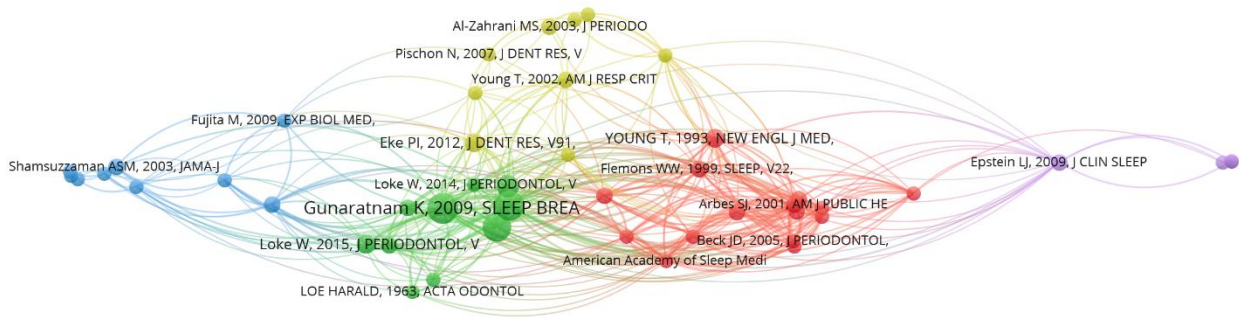 Al-Zahrani MS, 2003, J PERIODO
Pischon N, 2007, J DENT RES, V
Young T, 2002, AM J RESP CRIT
Fujita M, 2009, EXP BIOL MED,
Eke PI, 2012, J DENT RES, V91,
YOUNG T, 1993, NEW ENGL J MED,
Shamsuzzaman ASM, 2003, JAMA-J
Flemons WW, 1999, SLEEP, V22,
Epstein LJ, 2009, J CLIN SLEEP
Loke W, 2014, J PERIODONTOL, V
Gunaratnam K, 2009, SLEEP BREA
Arbes SJ, 2001, AM J PUBLIC HE
Loke W, 2015, J PERIODONTOL, V
Beck JD, 2005, J PERIODONTOL,
American Academy of Sleep Medi
LOE HARALD, 1963, ACTA ODONTOL